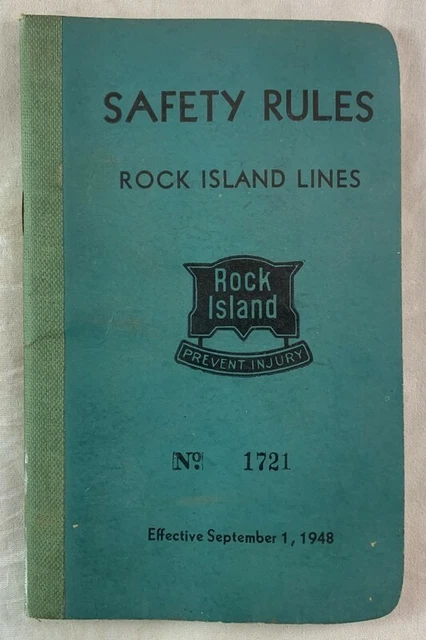 SAFETY RULES
ROCK ISLAND LINES
Rock
Island
PREVENT INJURY
No. 1721
Effective September 1, 1948